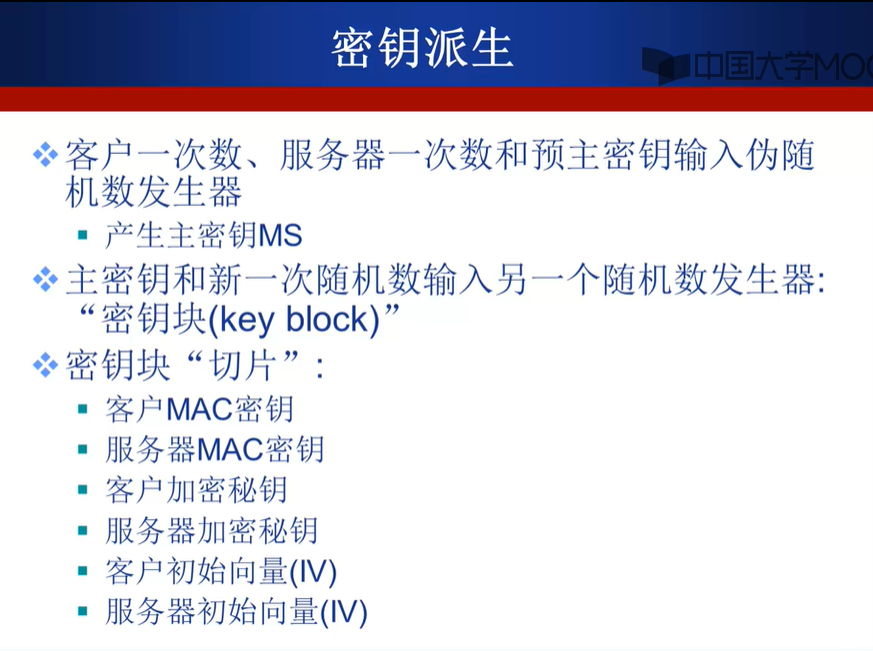 密钥派生
中国大学MOO
客户一次数、服务器一次数和预主密钥输入伪随
机数发生器
产生主密钥MS
主密钥和新一次随机数输入另一个随机数发生器:
“密钥块(key block)”
密钥块“切片”:
客户MAC密钥
服务器MAC密钥
客户加密秘钥
服务器加密秘钥
客户初始向量(IV)
服务器初始向量(IV)